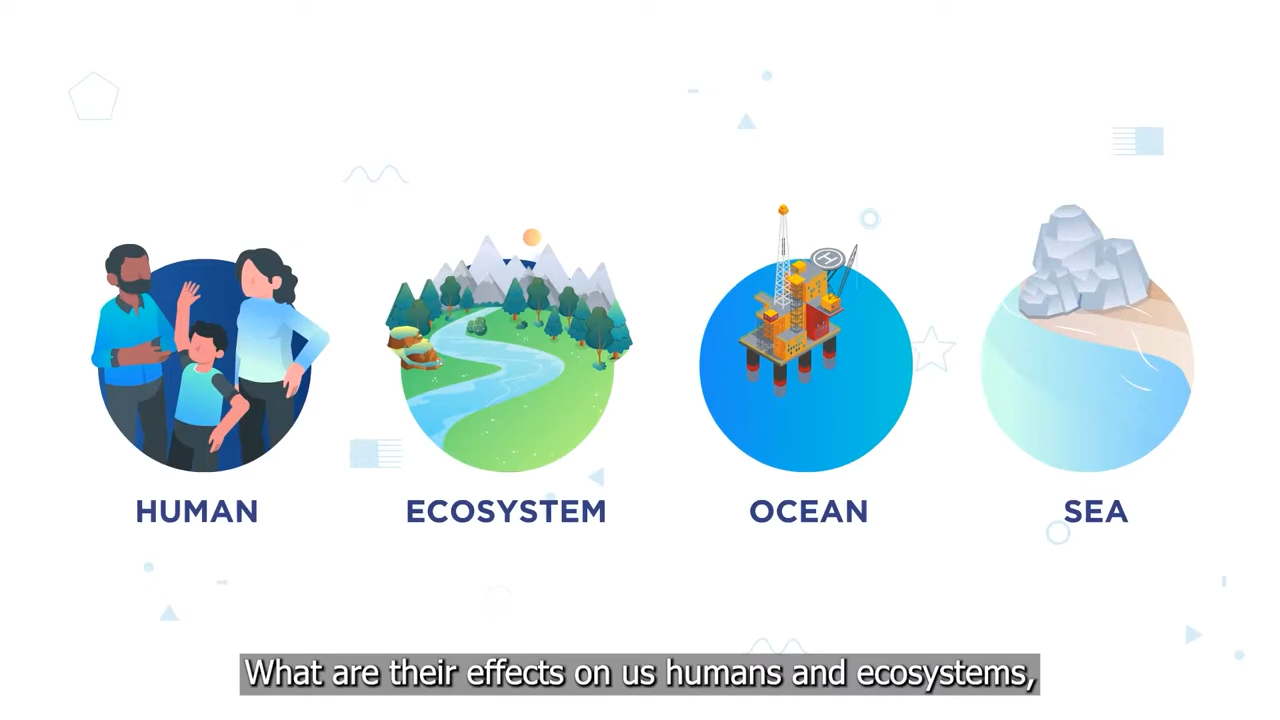 HUMAN
ECOSYSTEM
OCEAN
SEA
H
What are their effects on us humans and ecosystems,